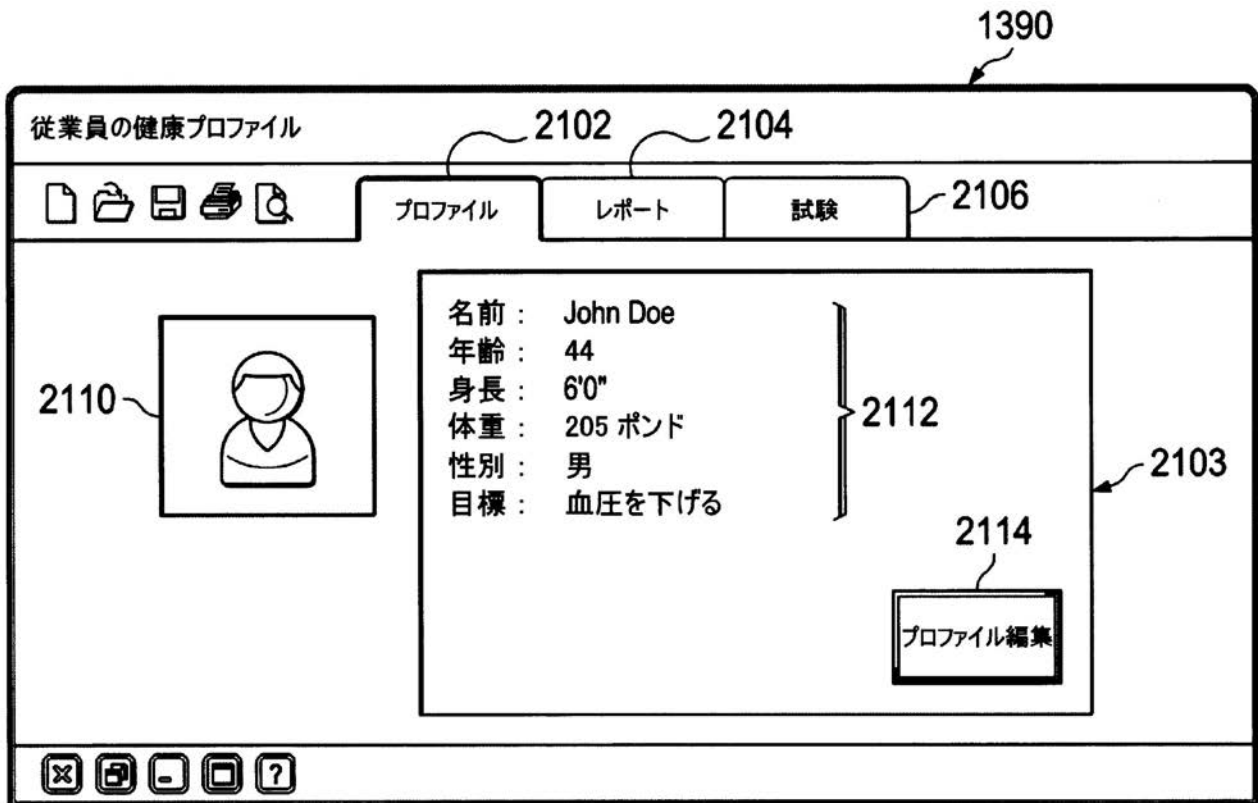 1390
従業員の健康プロファイル
2102
2104
プロファイル
レポート
試験
2106
名前： John Doe
年齢： 44
身長： 6'0"
体重： 205 ポンド
性別： 男
目標： 血圧を下げる
2110
2112
2103
2114
プロファイル編集
?